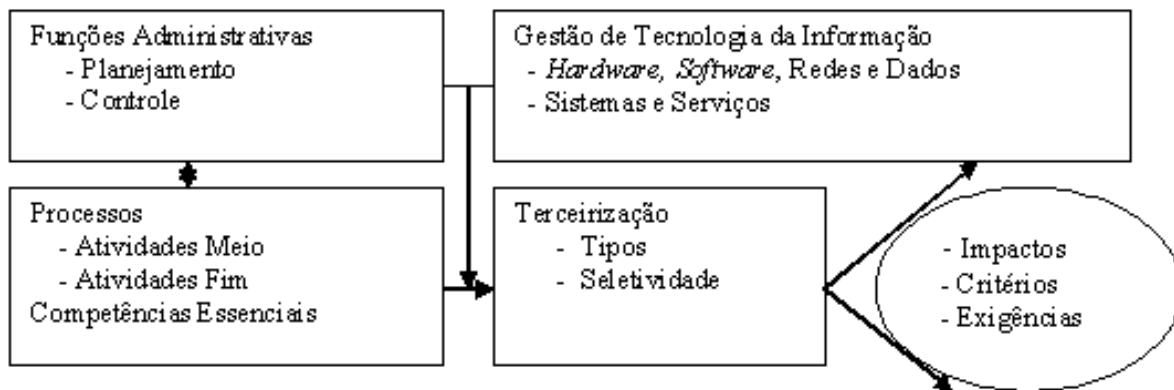 Funções Administrativas
- Planejamento
- Controle
Gestão de Tecnologia da Informação
- Hardware, Software, Redes e Dados
- Sistemas e Serviços
Processos
- Atividades Meio
- Atividades Fim
Competências Essenciais
Terceirização
- Tipos
- Seletividade
- Impactos
- Critérios
- Exigências